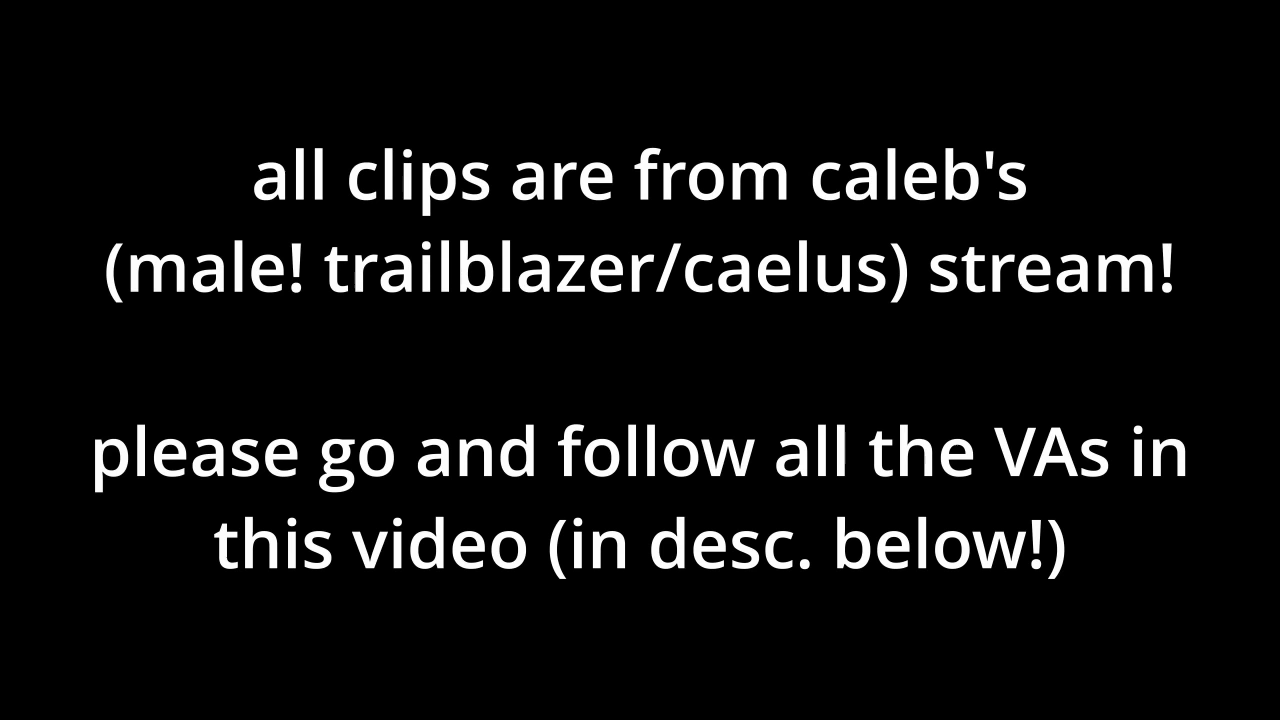 all clips are from caleb's
(male! trailblazer/caelus) stream!
please go and follow all the VAs in
this video (in desc. below!)